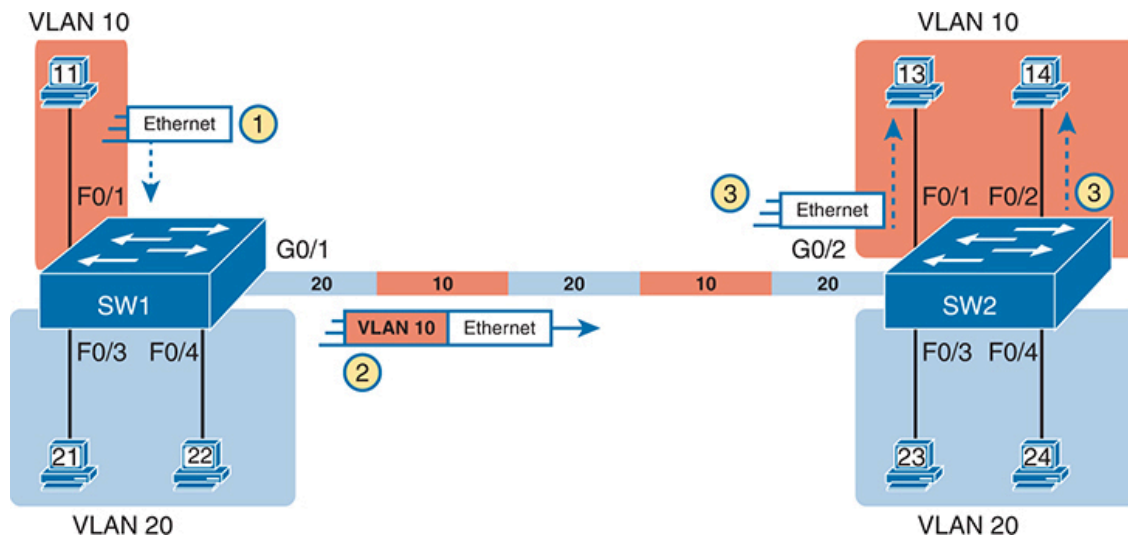 VLAN 10
VLAN 10
11
13
14
Ethernet
1
F0/1
3
Ethernet
F0/1
F0/2
3
G0/1
G0/2
SW1
20
10
20
10
20
SW2
VLAN 10
Ethernet
2
F0/3
F0/4
F0/3
F0/4
21
22
23
24
VLAN 20
VLAN 20